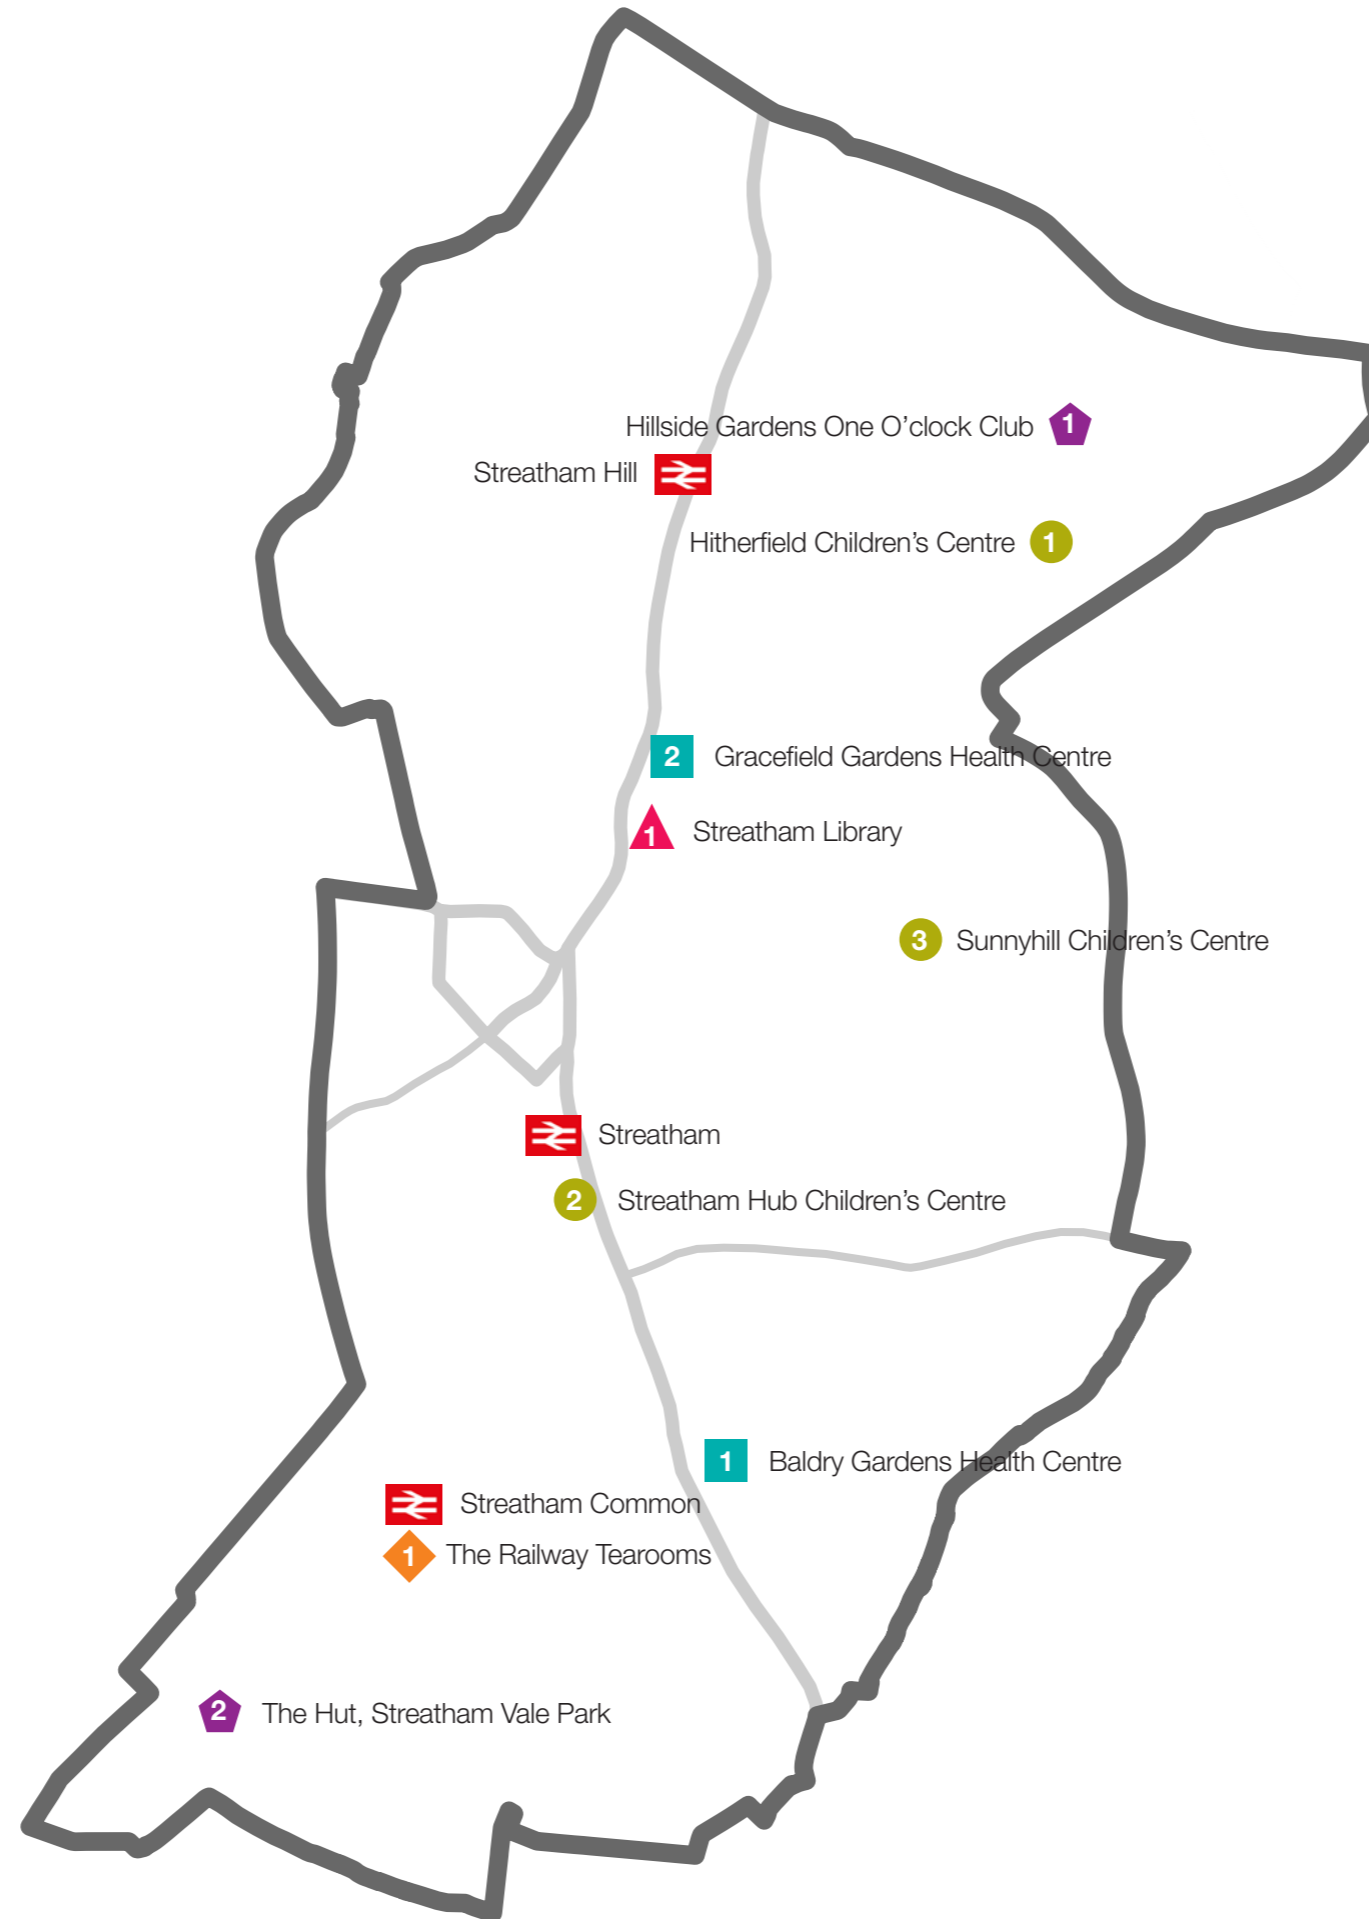 Hillside Gardens One O’clock Club 1
Streatham Hill
Hitherfield Children’s Centre 1
2 Gracefield Gardens Health Centre
1 Streatham Library
3 Sunnyhill Children’s Centre
Streatham
2 Streatham Hub Children’s Centre
1 Baldry Gardens Health Centre
Streatham Common
1 The Railway Tearooms
2 The Hut, Streatham Vale Park